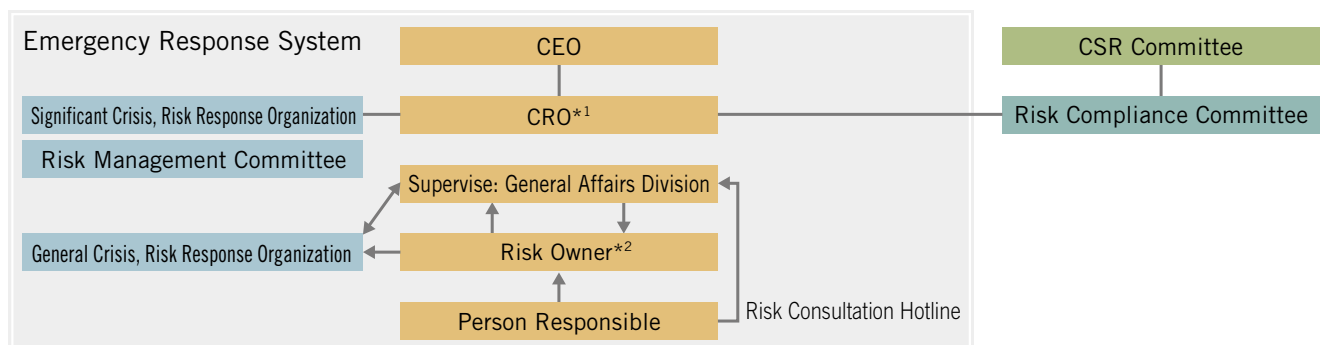 Emergency Response System
CEO
CSR Committee
Significant Crisis, Risk Response Organization
CRO*1
Risk Compliance Committee
Risk Management Committee
Supervise: General Affairs Division
General Crisis, Risk Response Organization
Risk Owner*2
Person Responsible
Risk Consultation Hotline